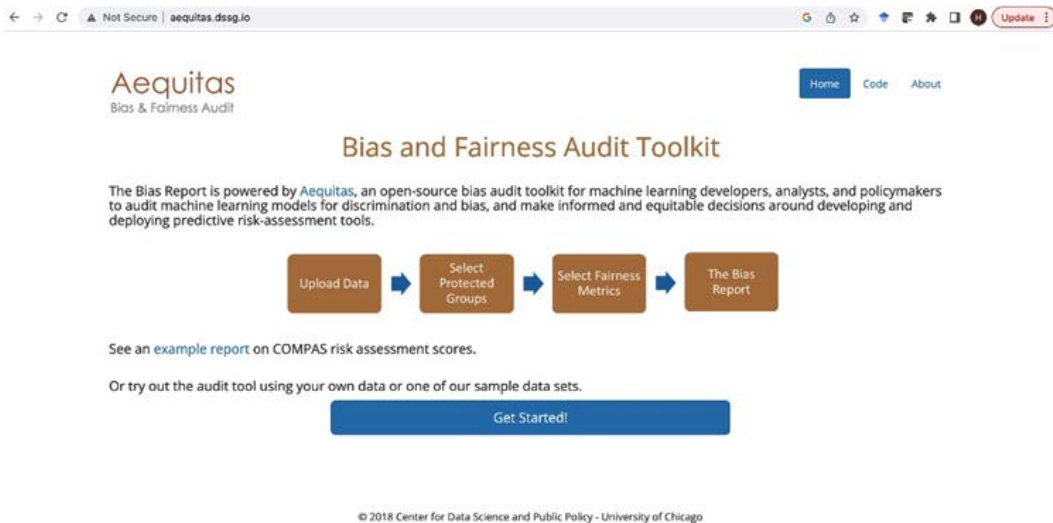 Not Secure | aequitas.dssg.io
G
H
Update
Aequitas
Bias & Fairness Audit
Home
Code
About
Bias and Fairness Audit Toolkit
The Bias Report is powered by Aequitas, an open-source bias audit toolkit for machine learning developers, analysts, and policymakers
to audit machine learning models for discrimination and bias, and make informed and equitable decisions around developing and
deploying predictive risk-assessment tools.
Upload Data
Select
Protected
Groups
Select Fairness
Metrics
The Bias
Report
See an example report on COMPAS risk assessment scores.
Or try out the audit tool using your own data or one of our sample data sets.
Get Started!
© 2018 Center for Data Science and Public Policy - University of Chicago